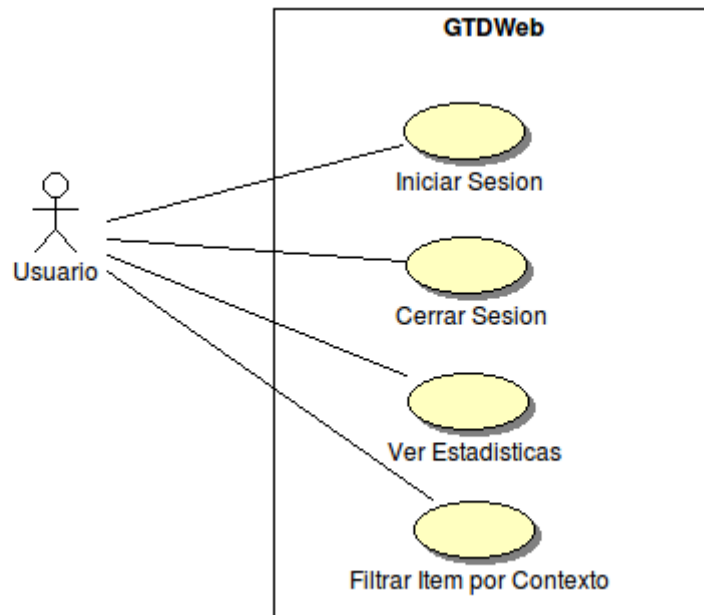 GTDWeb
Iniciar Sesion
Usuario
Cerrar Sesion
Ver Estadisticas
Filtrar Item por Contexto